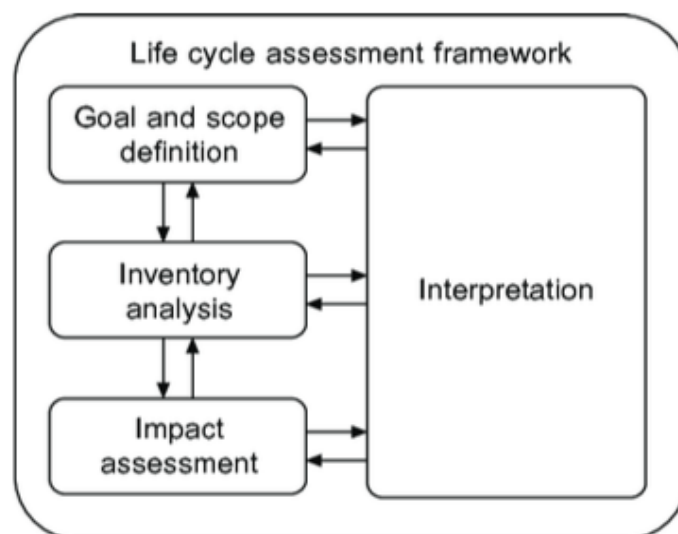 Life cycle assessment framework
Goal and scope
definition
Inventory
analysis
Impact
assessment
Interpretation